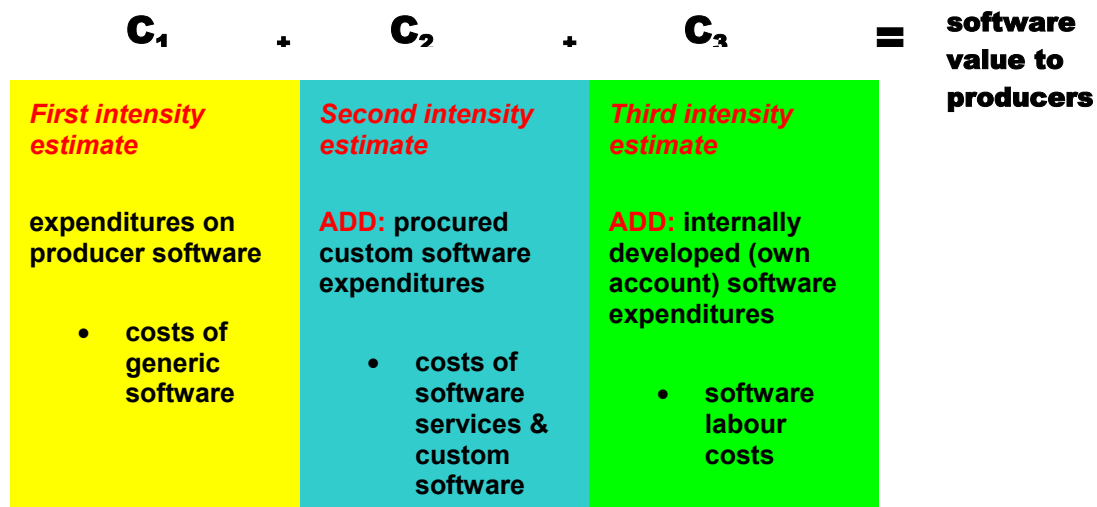 C₁ + C₂ + C₃ = software
value to
producers
First intensity
estimate
expenditures on
producer software
• costs of
generic
software
Second intensity
estimate
ADD: procured
custom software
expenditures
• costs of
software
services &
custom
software
Third intensity
estimate
ADD: internally
developed (own
account) software
expenditures
• software
labour
costs